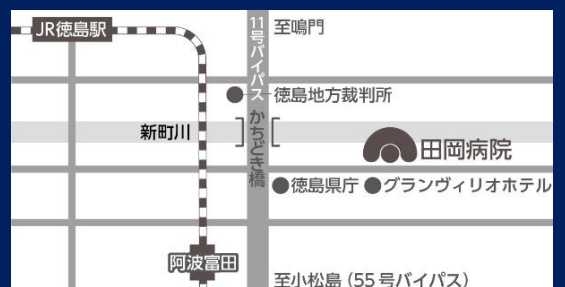 JR徳島駅
11号バイパス
至鳴門
徳島地方裁判所
新町川
かちどき橋
田岡病院
徳島県庁
グランヴィリオホテル
阿波富田
至小松島（55号バイパス）